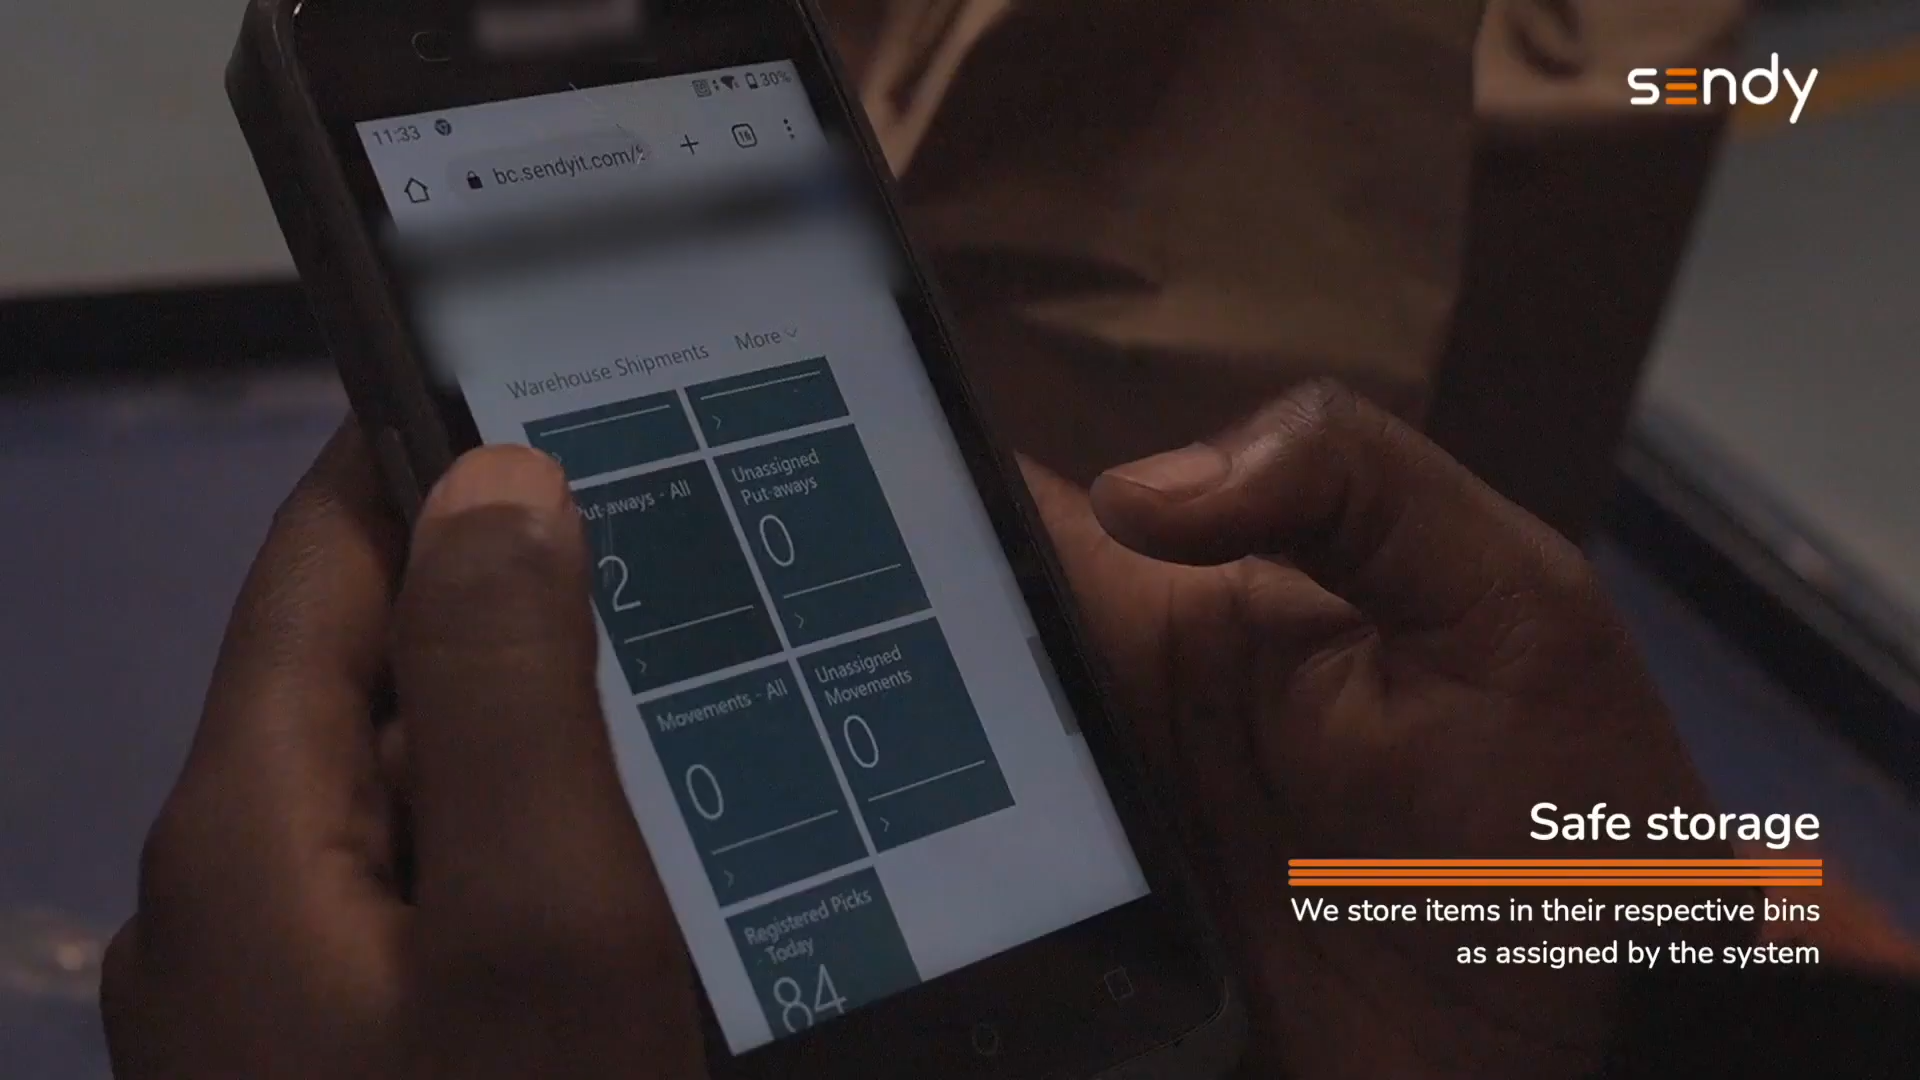 sendy
11:33
30%
bc.sendyit.com/
16
Warehouse Shipments
More
Put-aways - All
2
Unassigned
Put-aways
0
Movements - All
0
Unassigned
Movements
0
Registered Picks
- Today
84
Safe storage
We store items in their respective bins
as assigned by the system